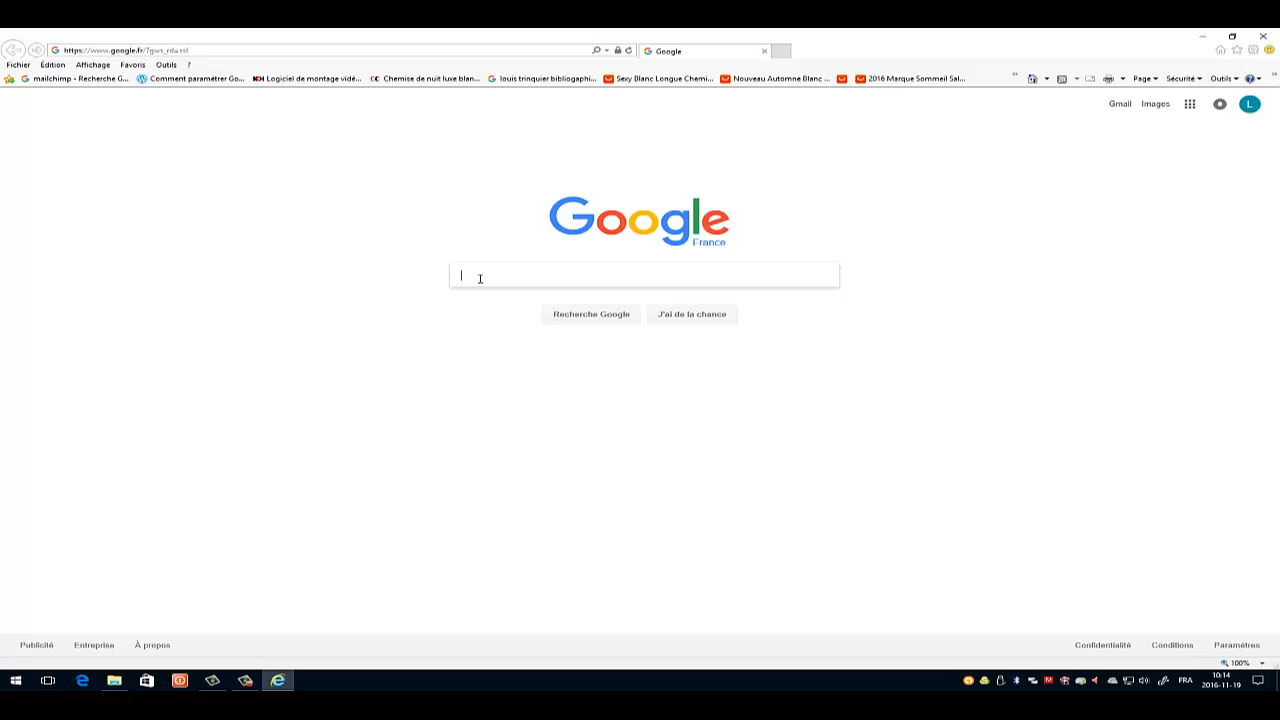 https://www.google.fr/?gws_rd=ssl
Google
Fichier Édition Affichage Favoris Outils ?
mailchimp - Recherche G... Comment paramétrer Go... Logiciel de montage vidé... Chemise de nuit luxe blan... louis trinquier bibliographi... Sexy Blanc Longue Chemi... Nouveau Automne Blanc ... 2016 Marque Sommeil Sal... Page Sécurité Outils
Gmail Images L
Google
France
Recherche Google J'ai de la chance
Publicité Entreprise À propos Confidentialité Conditions Paramètres
100%
FRA 10:14
2016-11-19